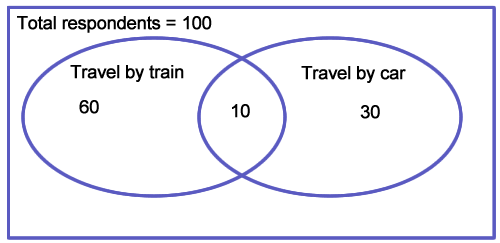 Total respondents = 100
Travel by train
Travel by car
60
10
30